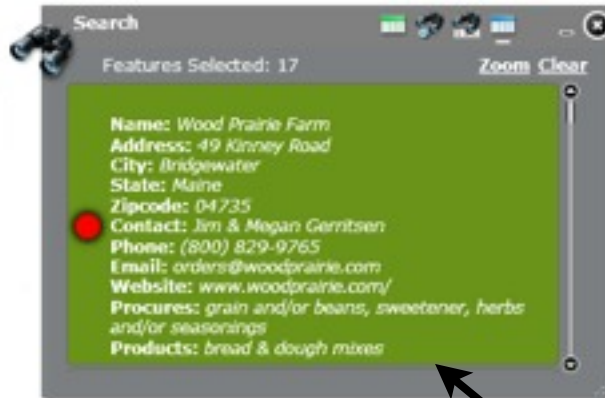 Search
Features Selected: 17 Zoom Clear
Name: Wood Prairie Farm
Address: 49 Kinney Road
City: Bridgewater
State: Maine
Zipcode: 04735
Contact: Jim & Megan Gerritsen
Phone: (800) 829-9765
Email: orders@woodprairie.com
Website: www.woodprairie.com/
Procures: grain and/or beans, sweetener, herbs
and/or seasonings
Products: bread & dough mixes